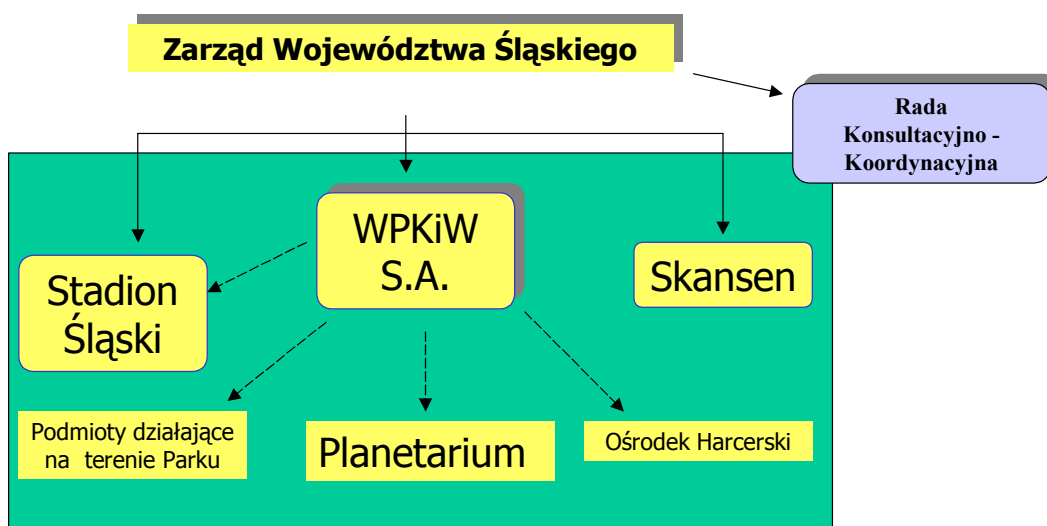 Zarząd Województwa Śląskiego
Rada
Konsultacyjno -
Koordynacyjna
WPKiW
S.A.
Stadion
Śląski
Skansen
Podmioty działające
na terenie Parku
Planetarium
Ośrodek Harcerski